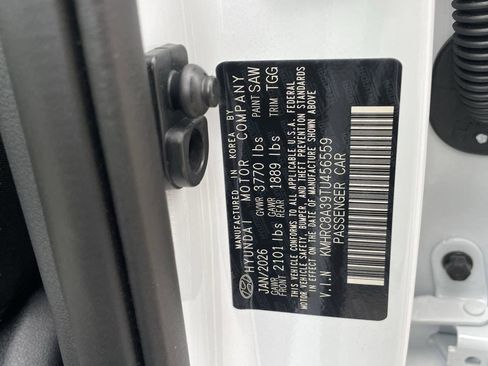 MANUFACTURED IN KOREA BY
HYUNDAI MOTOR COMPANY
JAN/2026 GVWR 3770 lbs PAINT SAW
GAWR FRONT 2101 lbs GAWR REAR 1889 lbs TRIM TGG
THIS VEHICLE CONFORMS TO ALL APPLICABLE U.S.A. FEDERAL
MOTOR VEHICLE SAFETY, BUMPER, AND THEFT PREVENTION STANDARDS
IN EFFECT ON THE DATE OF MANUFACTURE SHOWN ABOVE
V.I.N KMHRC8A39TU456559
PASSENGER CAR